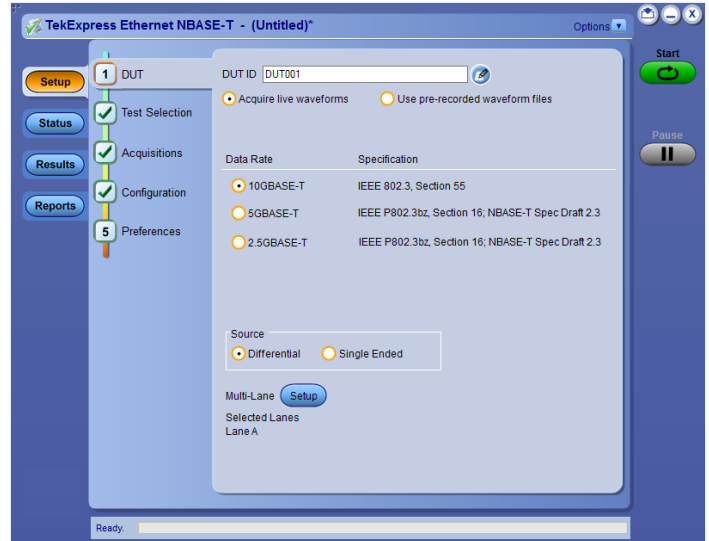 TekExpress Ethernet NBASE-T - (Untitled)*
Options
Start
Pause
Setup
Status
Results
Reports
1 DUT
Test Selection
Acquisitions
Configuration
5 Preferences
DUT ID DUT001
Acquire live waveforms Use pre-recorded waveform files
Data Rate Specification
10GBASE-T IEEE 802.3, Section 55
5GBASE-T IEEE P802.3bz, Section 16; NBASE-T Spec Draft 2.3
2.5GBASE-T IEEE P802.3bz, Section 16; NBASE-T Spec Draft 2.3
Source
Differential Single Ended
Multi-Lane Setup
Selected Lanes
Lane A
Ready.